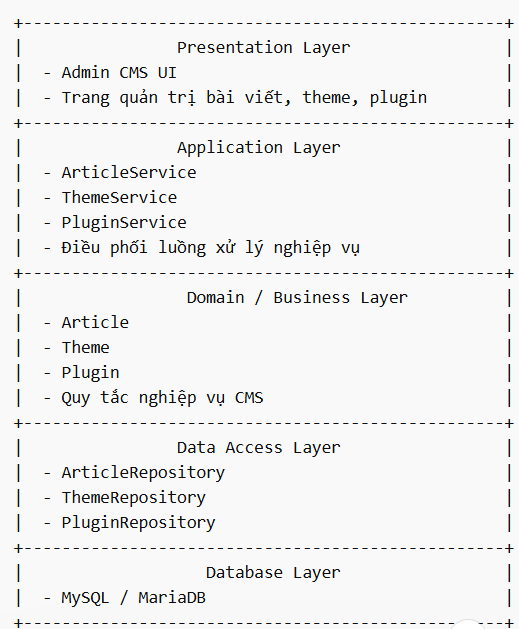 +--------------------------------------------------+
| Presentation Layer |
| - Admin CMS UI |
| - Trang quản trị bài viết, theme, plugin |
+--------------------------------------------------+
| Application Layer |
| - ArticleService |
| - ThemeService |
| - PluginService |
| - Điều phối luồng xử lý nghiệp vụ |
+--------------------------------------------------+
| Domain / Business Layer |
| - Article |
| - Theme |
| - Plugin |
| - Quy tắc nghiệp vụ CMS |
+--------------------------------------------------+
| Data Access Layer |
| - ArticleRepository |
| - ThemeRepository |
| - PluginRepository |
+--------------------------------------------------+
| Database Layer |
| - MySQL / MariaDB |
+--------------------------------------------------+